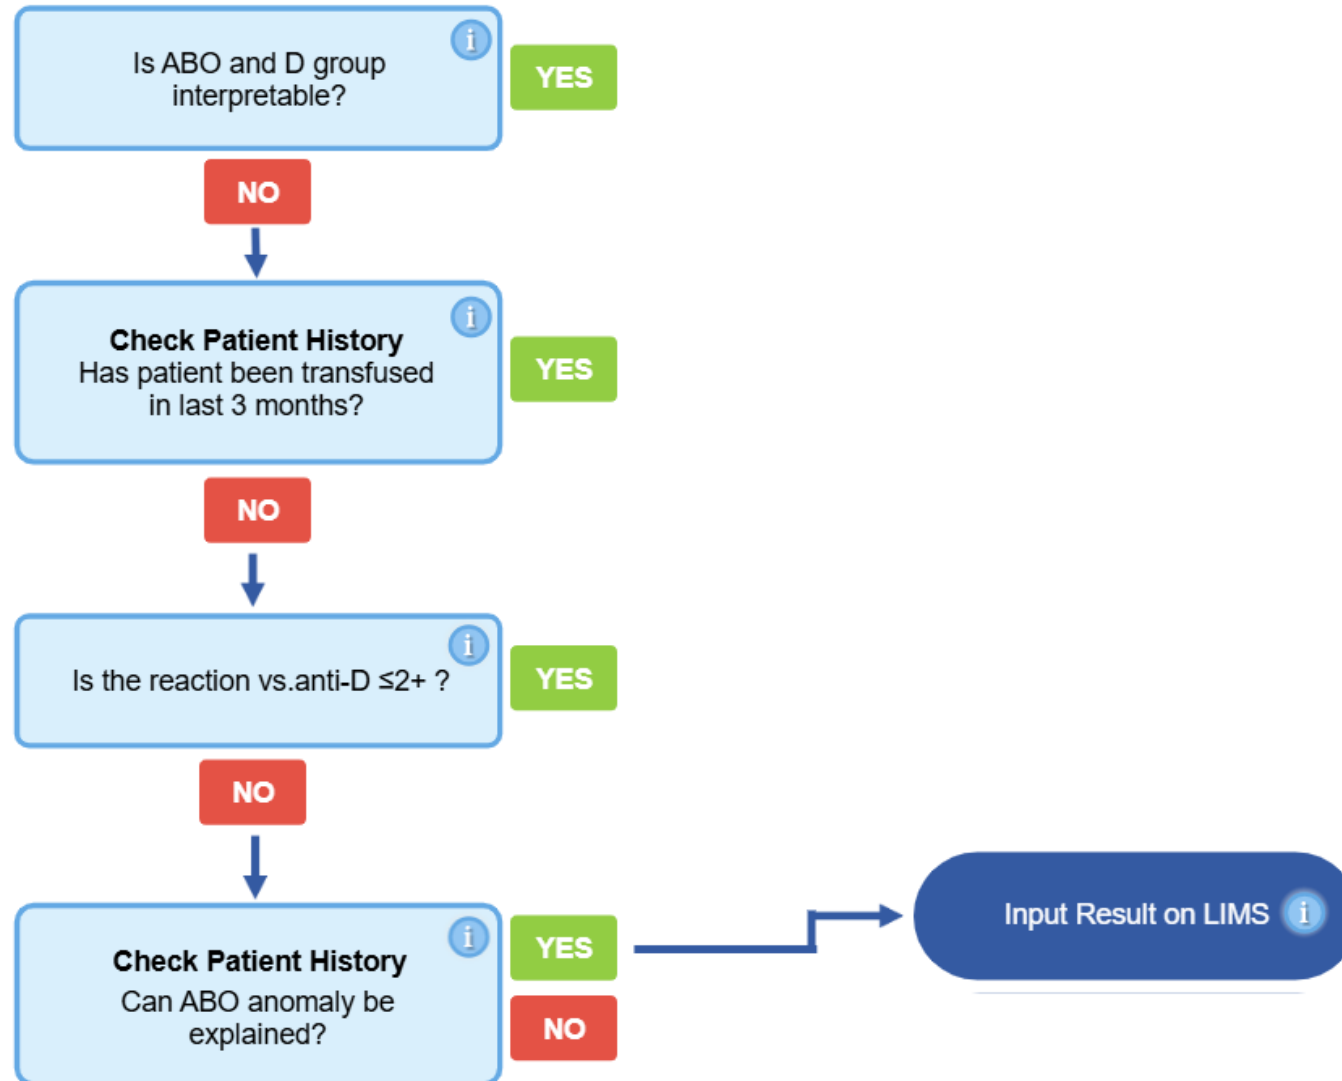 Is ABO and D group
interpretable?
i
YES
NO
Check Patient History
Has patient been transfused
in last 3 months?
i
YES
NO
Is the reaction vs.anti-D ≤2+ ?
i
YES
NO
Check Patient History
Can ABO anomaly be
explained?
i
YES
NO
Input Result on LIMS
i